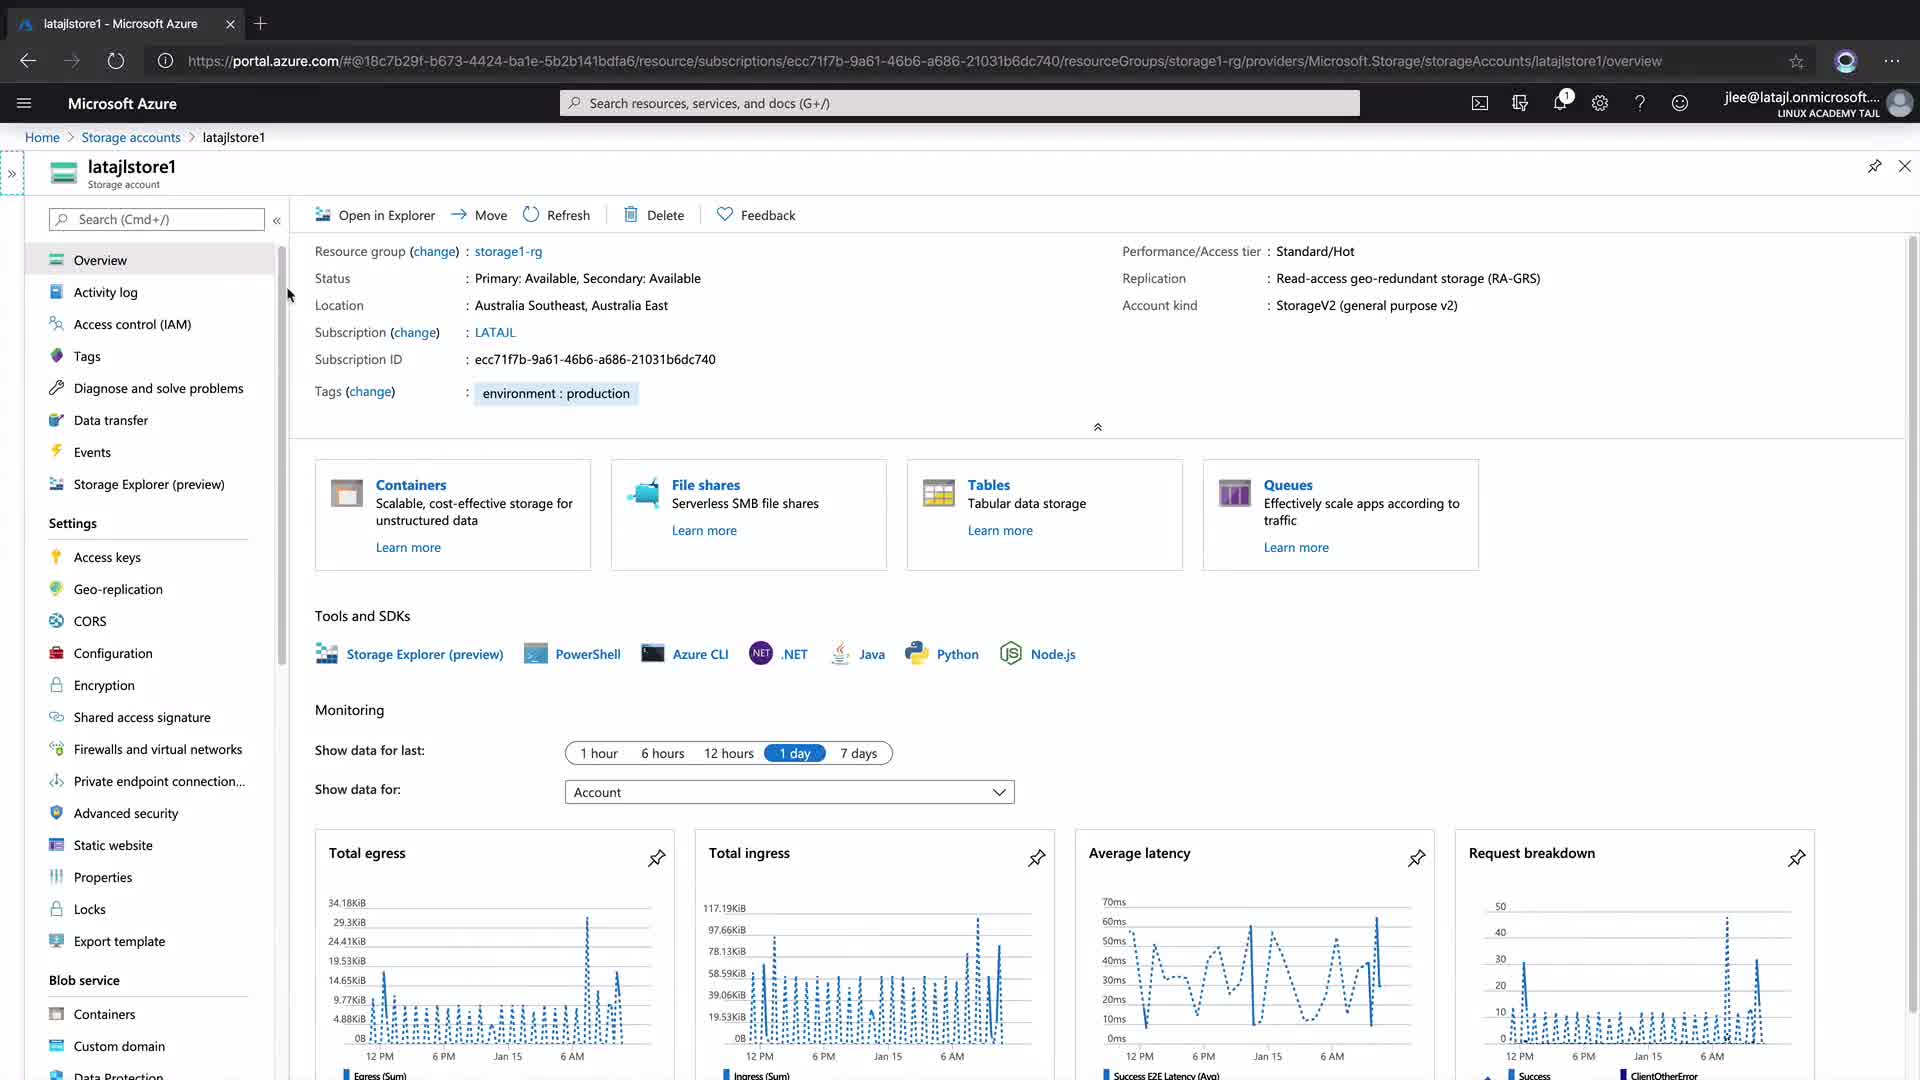 latajlstore1 - Microsoft Azure
https://portal.azure.com/#@18c7b29f-b673-4424-ba1e-5b2b141bdfa6/resource/subscriptions/ecc71f7b-9a61-46b6-a686-21031b6dc740/resourceGroups/storage1-rg/providers/Microsoft.Storage/storageAccounts/latajlstore1/overview
Microsoft Azure
Search resources, services, and docs (G+/)
1
jlee@latajl.onmicrosoft....
LINUX ACADEMY TAJL
Home > Storage accounts > latajlstore1
latajlstore1
Storage account
Search (Cmd+/)
Overview
Activity log
Access control (IAM)
Tags
Diagnose and solve problems
Data transfer
Events
Storage Explorer (preview)
Settings
Access keys
Geo-replication
CORS
Configuration
Encryption
Shared access signature
Firewalls and virtual networks
Private endpoint connection...
Advanced security
Static website
Properties
Locks
Export template
Blob service
Containers
Custom domain
Data Protection
Open in Explorer Move Refresh Delete Feedback
Resource group (change) : storage1-rg
Status : Primary: Available, Secondary: Available
Location : Australia Southeast, Australia East
Subscription (change) : LATAJL
Subscription ID : ecc71f7b-9a61-46b6-a686-21031b6dc740
Tags (change) : environment : production
Performance/Access tier : Standard/Hot
Replication : Read-access geo-redundant storage (RA-GRS)
Account kind : StorageV2 (general purpose v2)
Containers
Scalable, cost-effective storage for
unstructured data
Learn more
File shares
Serverless SMB file shares
Learn more
Tables
Tabular data storage
Learn more
Queues
Effectively scale apps according to
traffic
Learn more
Tools and SDKs
Storage Explorer (preview) PowerShell Azure CLI NET .NET Java Python JS Node.js
Monitoring
Show data for last: 1 hour 6 hours 12 hours 1 day 7 days
Show data for: Account
Total egress
34.18KiB
29.3KiB
24.41KiB
19.53KiB
14.65KiB
9.77KiB
4.88KiB
0B
12 PM 6 PM Jan 15 6 AM
Egress (Sum)
Total ingress
117.19KiB
97.66KiB
78.13KiB
58.59KiB
39.06KiB
19.53KiB
0B
12 PM 6 PM Jan 15 6 AM
Ingress (Sum)
Average latency
70ms
60ms
50ms
40ms
30ms
20ms
10ms
0ms
12 PM 6 PM Jan 15 6 AM
Success E2E Latency (Avg)
Request breakdown
50
40
30
20
10
0
12 PM 6 PM Jan 15 6 AM
Success ClientOtherError